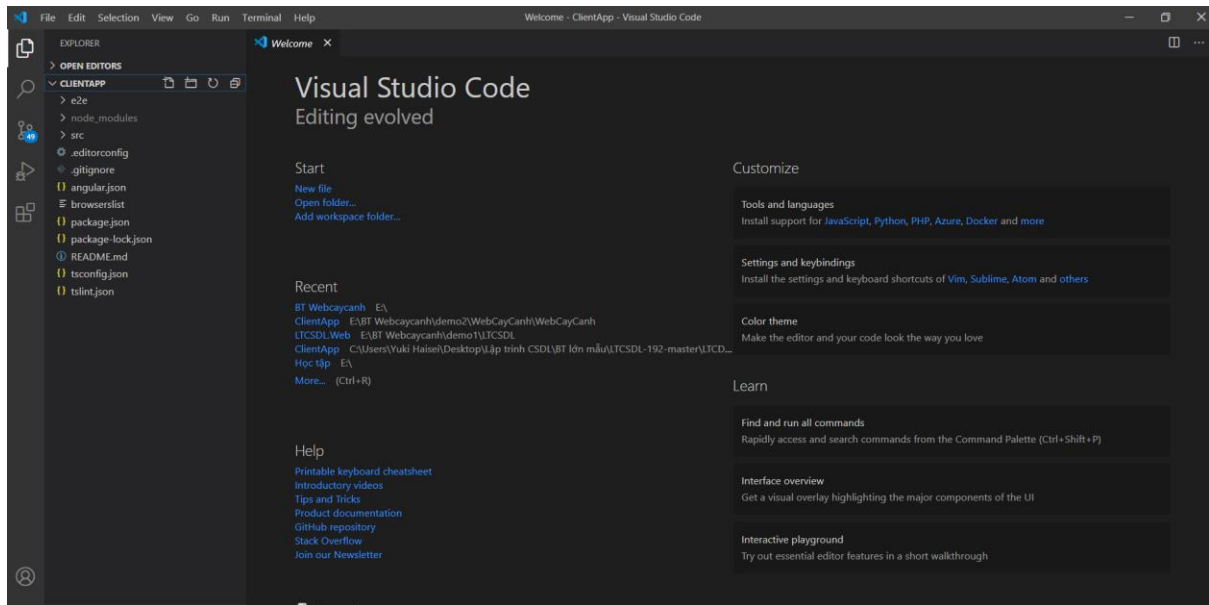 File Edit Selection View Go Run Terminal Help
Welcome - ClientApp - Visual Studio Code
EXPLORER
OPEN EDITORS
CLIENTAPP
e2e
node_modules
src
.editorconfig
.gitignore
{} angular.json
browserslist
{} package.json
{} package-lock.json
README.md
{} tsconfig.json
{} tslint.json
49
Welcome
Visual Studio Code
Editing evolved
Start
New file
Open folder...
Add workspace folder...
Recent
BT Webcaycanh E:\
ClientApp E:\BT Webcaycanh\demo2\WebCayCanh\WebCayCanh
LTCSDL.Web E:\BT Webcaycanh\demo1\LTCSDL
ClientApp C:\Users\Yuki Haisei\Desktop\Lập trình CSDL\BT lớn mẫu\LTCSDL-192-master\LTCD...
Học tập E:\
More... (Ctrl+R)
Help
Printable keyboard cheatsheet
Introductory videos
Tips and Tricks
Product documentation
GitHub repository
Stack Overflow
Join our Newsletter
Customize
Tools and languages
Install support for JavaScript, Python, PHP, Azure, Docker and more
Settings and keybindings
Install the settings and keyboard shortcuts of Vim, Sublime, Atom and others
Color theme
Make the editor and your code look the way you love
Learn
Find and run all commands
Rapidly access and search commands from the Command Palette (Ctrl+Shift+P)
Interface overview
Get a visual overlay highlighting the major components of the UI
Interactive playground
Try out essential editor features in a short walkthrough